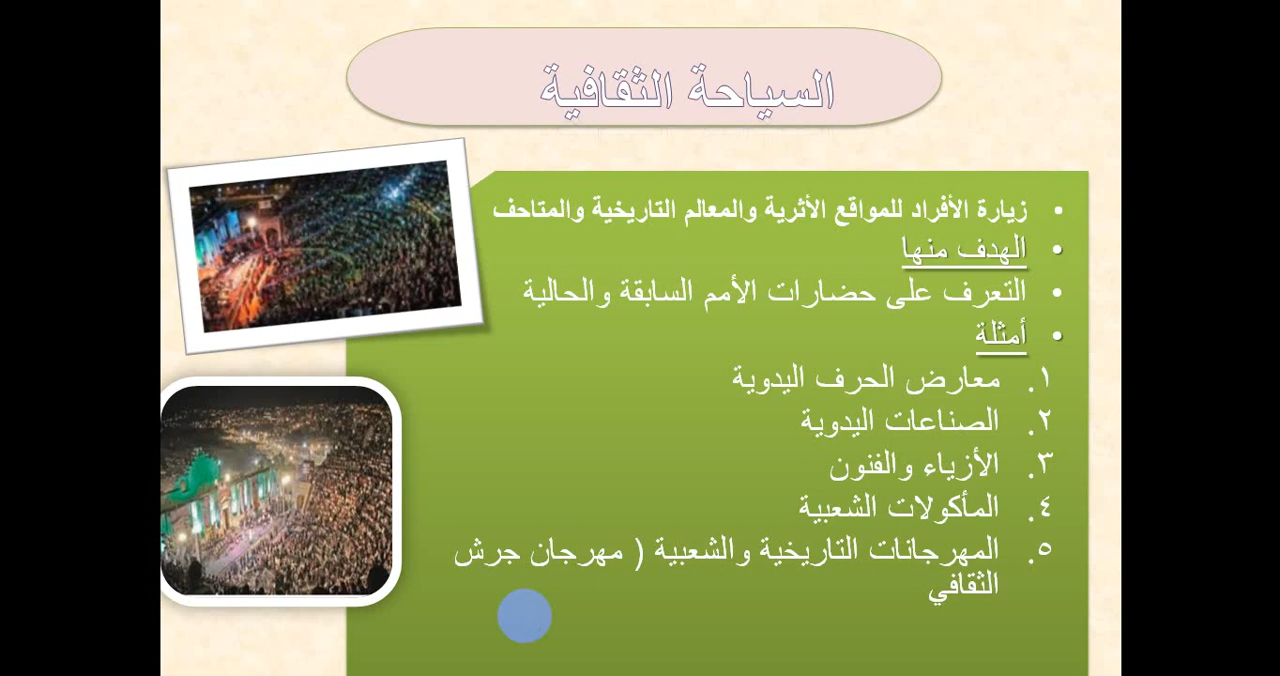 السياحة الثقافية
• زيارة الأفراد للمواقع الأثرية والمعالم التاريخية والمتاحف
• الهدف منها
• التعرف على حضارات الأمم السابقة والحالية
• أمثلة
١. معارض الحرف اليدوية
٢. الصناعات اليدوية
٣. الأزياء والفنون
٤. المأكولات الشعبية
٥. المهرجانات التاريخية والشعبية ( مهرجان جرش
الثقافي